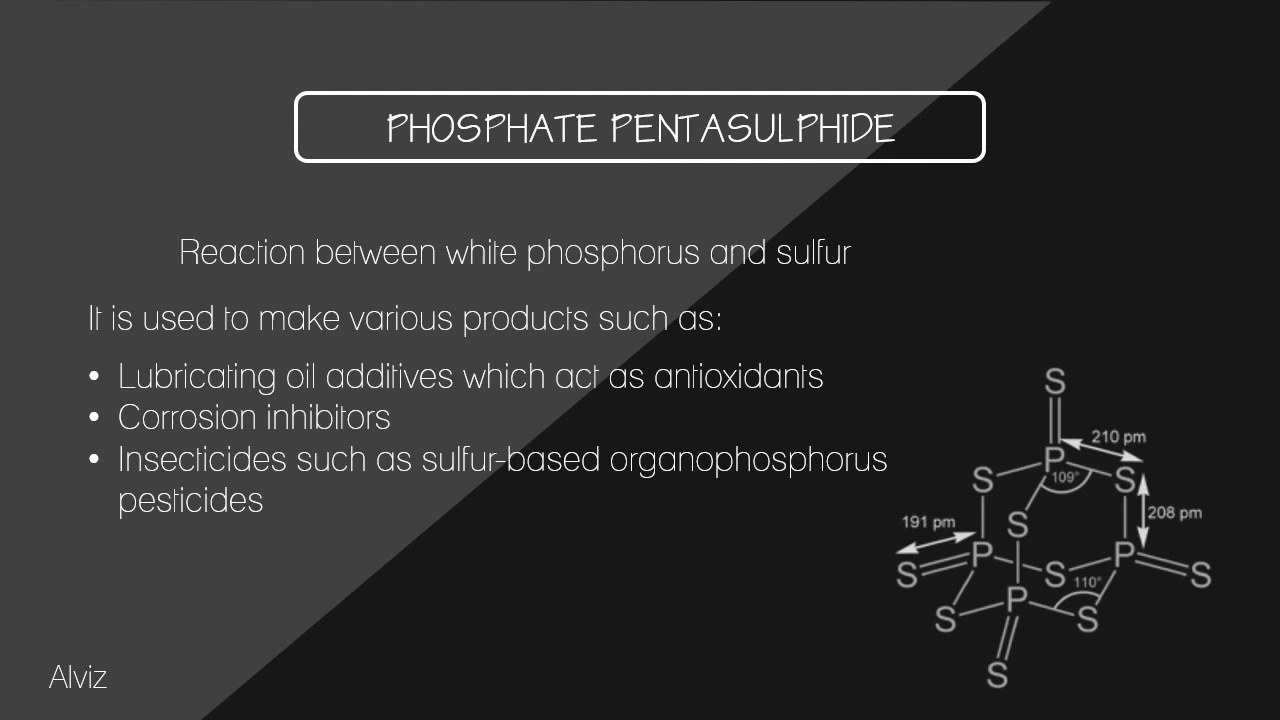 PHOSPHATE PENTASULPHIDE
Reaction between white phosphorus and sulfur
It is used to make various products such as:
• Lubricating oil additives which act as antioxidants
• Corrosion inhibitors
• Insecticides such as sulfur-based organophosphorus
pesticides
S
210 pm
P
S
109°
S
191 pm
S
208 pm
P
P
S
S
110°
S
P
S
S
S
Alviz